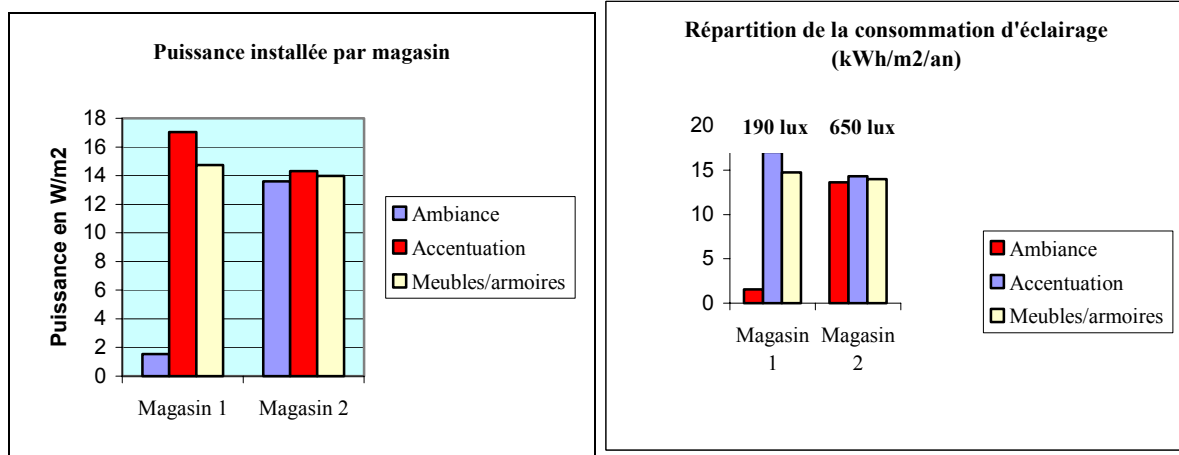 Puissance installée par magasin
Puissance en W/m2
18
16
14
12
10
8
6
4
2
0
Magasin 1 Magasin 2
Ambiance
Accentuation
Meubles/armoires
Répartition de la consommation d'éclairage
(kWh/m2/an)
20 190 lux 650 lux
15
10
5
0
Magasin Magasin
1 2
Ambiance
Accentuation
Meubles/armoires